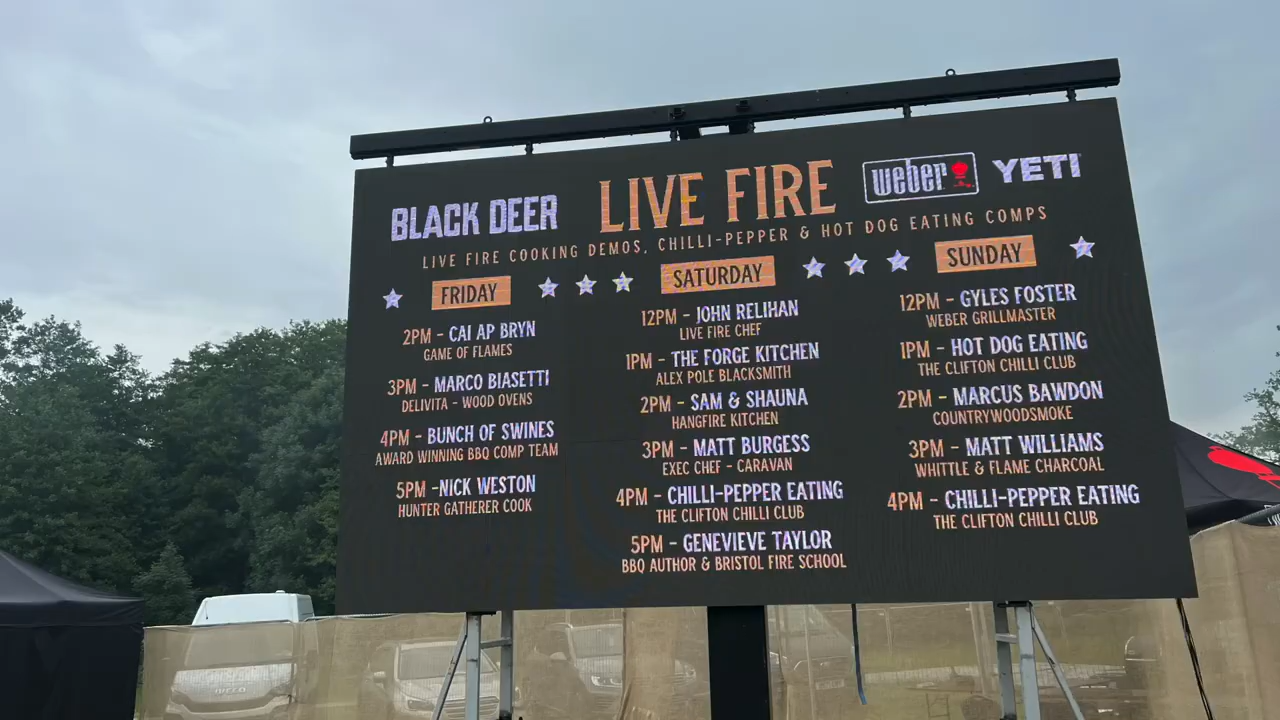 BLACK DEER
LIVE FIRE
weber
YETI
LIVE FIRE COOKING DEMOS, CHILLI-PEPPER & HOT DOG EATING COMPS
FRIDAY
2PM - CAI AP BRYN
GAME OF FLAMES
3PM - MARCO BIASETTI
DELIVITA - WOOD OVENS
4PM - BUNCH OF SWINES
AWARD WINNING BBQ COMP TEAM
5PM -NICK WESTON
HUNTER GATHERER COOK
SATURDAY
12PM - JOHN RELIHAN
LIVE FIRE CHEF
1PM - THE FORGE KITCHEN
ALEX POLE BLACKSMITH
2PM - SAM & SHAUNA
HANGFIRE KITCHEN
3PM - MATT BURGESS
EXEC CHEF - CARAVAN
4PM - CHILLI-PEPPER EATING
THE CLIFTON CHILLI CLUB
5PM - GENEVIEVE TAYLOR
BBQ AUTHOR & BRISTOL FIRE SCHOOL
SUNDAY
12PM - GYLES FOSTER
WEBER GRILLMASTER
1PM - HOT DOG EATING
THE CLIFTON CHILLI CLUB
2PM - MARCUS BAWDON
COUNTRYWOODSMOKE
3PM - MATT WILLIAMS
WHITTLE & FLAME CHARCOAL
4PM - CHILLI-PEPPER EATING
THE CLIFTON CHILLI CLUB
IVECO